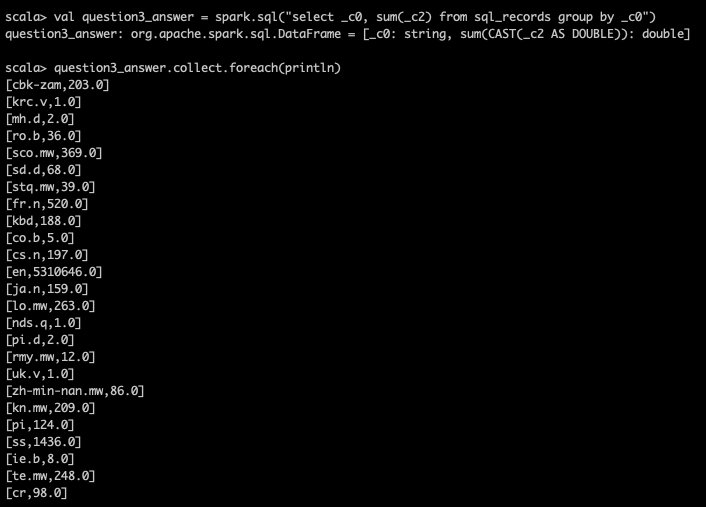 scala> val question3_answer = spark.sql("select _c0, sum(_c2) from sql_records group by _c0")
question3_answer: org.apache.spark.sql.DataFrame = [_c0: string, sum(CAST(_c2 AS DOUBLE)): double]
scala> question3_answer.collect.foreach(println)
[cbk-zam,203.0]
[krc.v,1.0]
[mh.d,2.0]
[ro.b,36.0]
[sco.mw,369.0]
[sd.d,68.0]
[stq.mw,39.0]
[fr.n,520.0]
[kbd,188.0]
[co.b,5.0]
[cs.n,197.0]
[en,5310646.0]
[ja.n,159.0]
[lo.mw,263.0]
[nds.q,1.0]
[pi.d,2.0]
[rmy.mw,12.0]
[uk.v,1.0]
[zh-min-nan.mw,86.0]
[kn.mw,209.0]
[pi,124.0]
[ss,1436.0]
[ie.b,8.0]
[te.mw,248.0]
[cr,98.0]